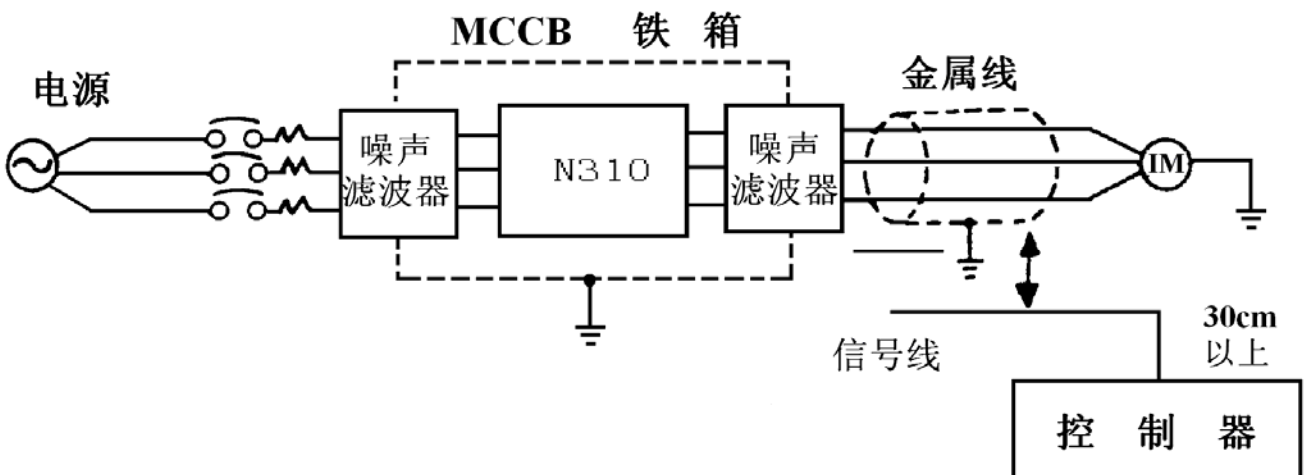 MCCB 铁 箱
电源
金属线
噪声
滤波器
N310
噪声
滤波器
IM
信号线
30cm
以上
控 制 器